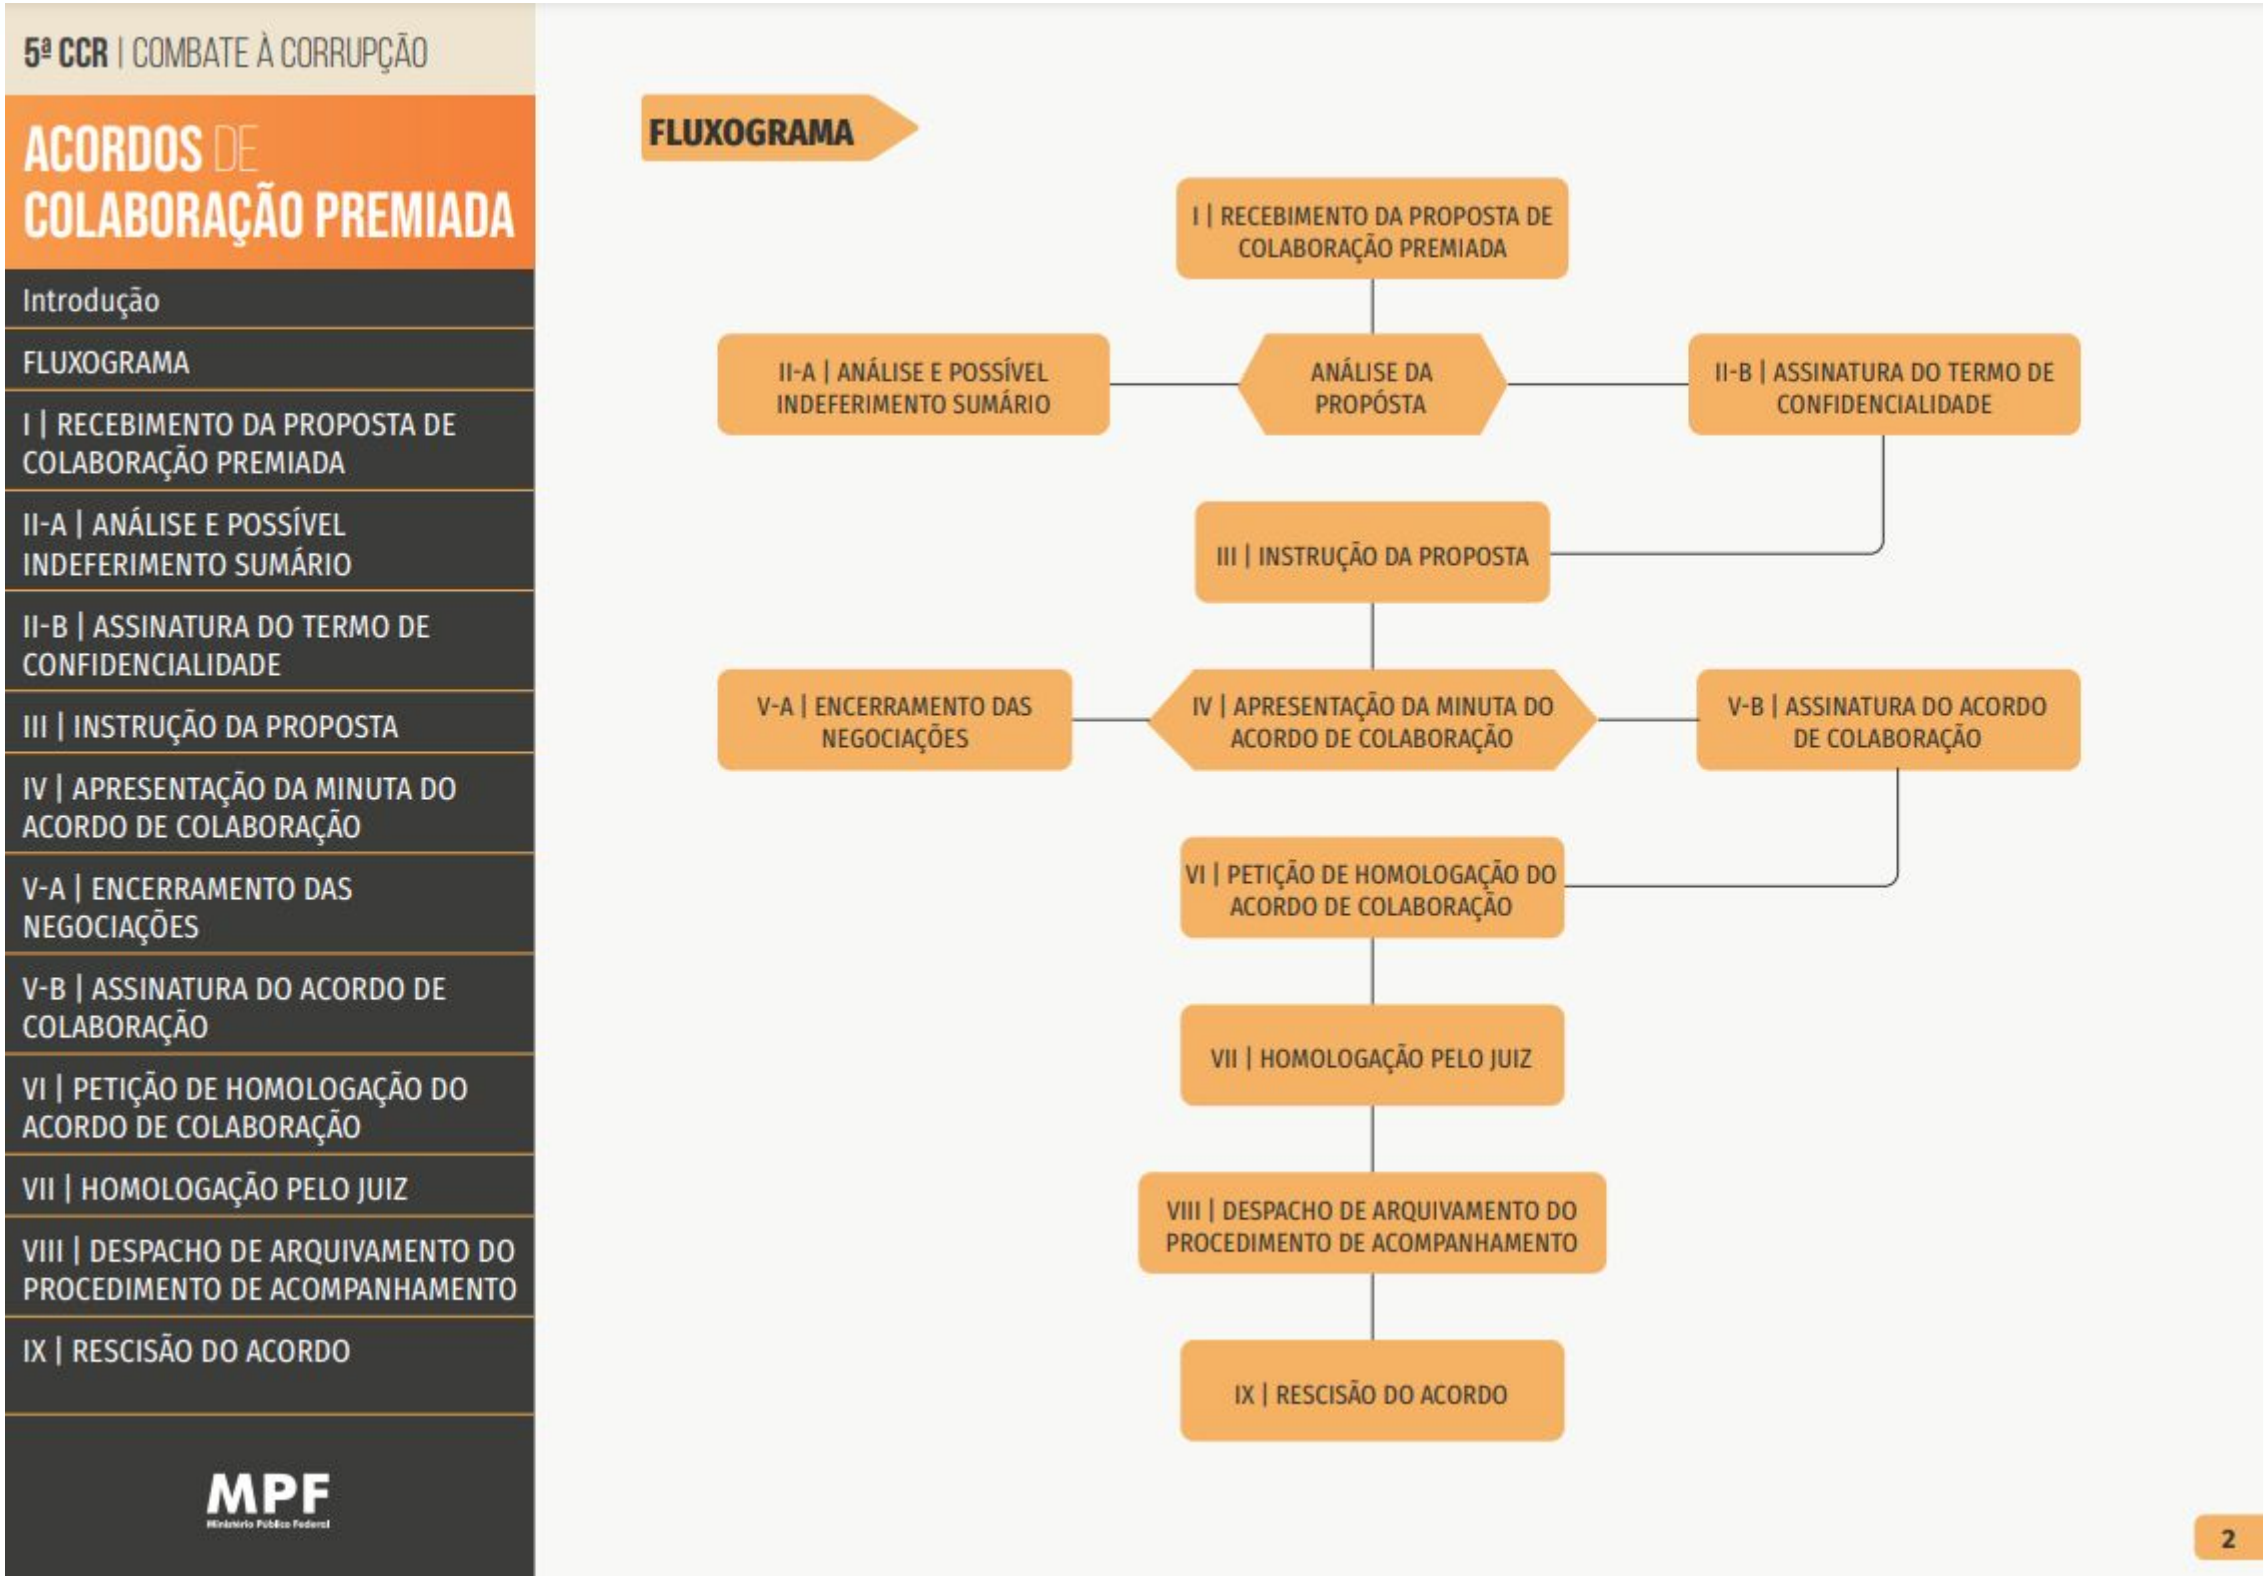 5ª CCR | COMBATE À CORRUPÇÃO
ACORDOS DE
COLABORAÇÃO PREMIADA
Introdução
FLUXOGRAMA
I | RECEBIMENTO DA PROPOSTA DE
COLABORAÇÃO PREMIADA
II-A | ANÁLISE E POSSÍVEL
INDEFERIMENTO SUMÁRIO
II-B | ASSINATURA DO TERMO DE
CONFIDENCIALIDADE
III | INSTRUÇÃO DA PROPOSTA
IV | APRESENTAÇÃO DA MINUTA DO
ACORDO DE COLABORAÇÃO
V-A | ENCERRAMENTO DAS
NEGOCIAÇÕES
V-B | ASSINATURA DO ACORDO DE
COLABORAÇÃO
VI | PETIÇÃO DE HOMOLOGAÇÃO DO
ACORDO DE COLABORAÇÃO
VII | HOMOLOGAÇÃO PELO JUIZ
VIII | DESPACHO DE ARQUIVAMENTO DO
PROCEDIMENTO DE ACOMPANHAMENTO
IX | RESCISÃO DO ACORDO
MPF
Ministério Público Federal
FLUXOGRAMA
I | RECEBIMENTO DA PROPOSTA DE
COLABORAÇÃO PREMIADA
II-A | ANÁLISE E POSSÍVEL
INDEFERIMENTO SUMÁRIO
ANÁLISE DA
PROPÓSTA
II-B | ASSINATURA DO TERMO DE
CONFIDENCIALIDADE
III | INSTRUÇÃO DA PROPOSTA
V-A | ENCERRAMENTO DAS
NEGOCIAÇÕES
IV | APRESENTAÇÃO DA MINUTA DO
ACORDO DE COLABORAÇÃO
V-B | ASSINATURA DO ACORDO
DE COLABORAÇÃO
VI | PETIÇÃO DE HOMOLOGAÇÃO DO
ACORDO DE COLABORAÇÃO
VII | HOMOLOGAÇÃO PELO JUIZ
VIII | DESPACHO DE ARQUIVAMENTO DO
PROCEDIMENTO DE ACOMPANHAMENTO
IX | RESCISÃO DO ACORDO
2